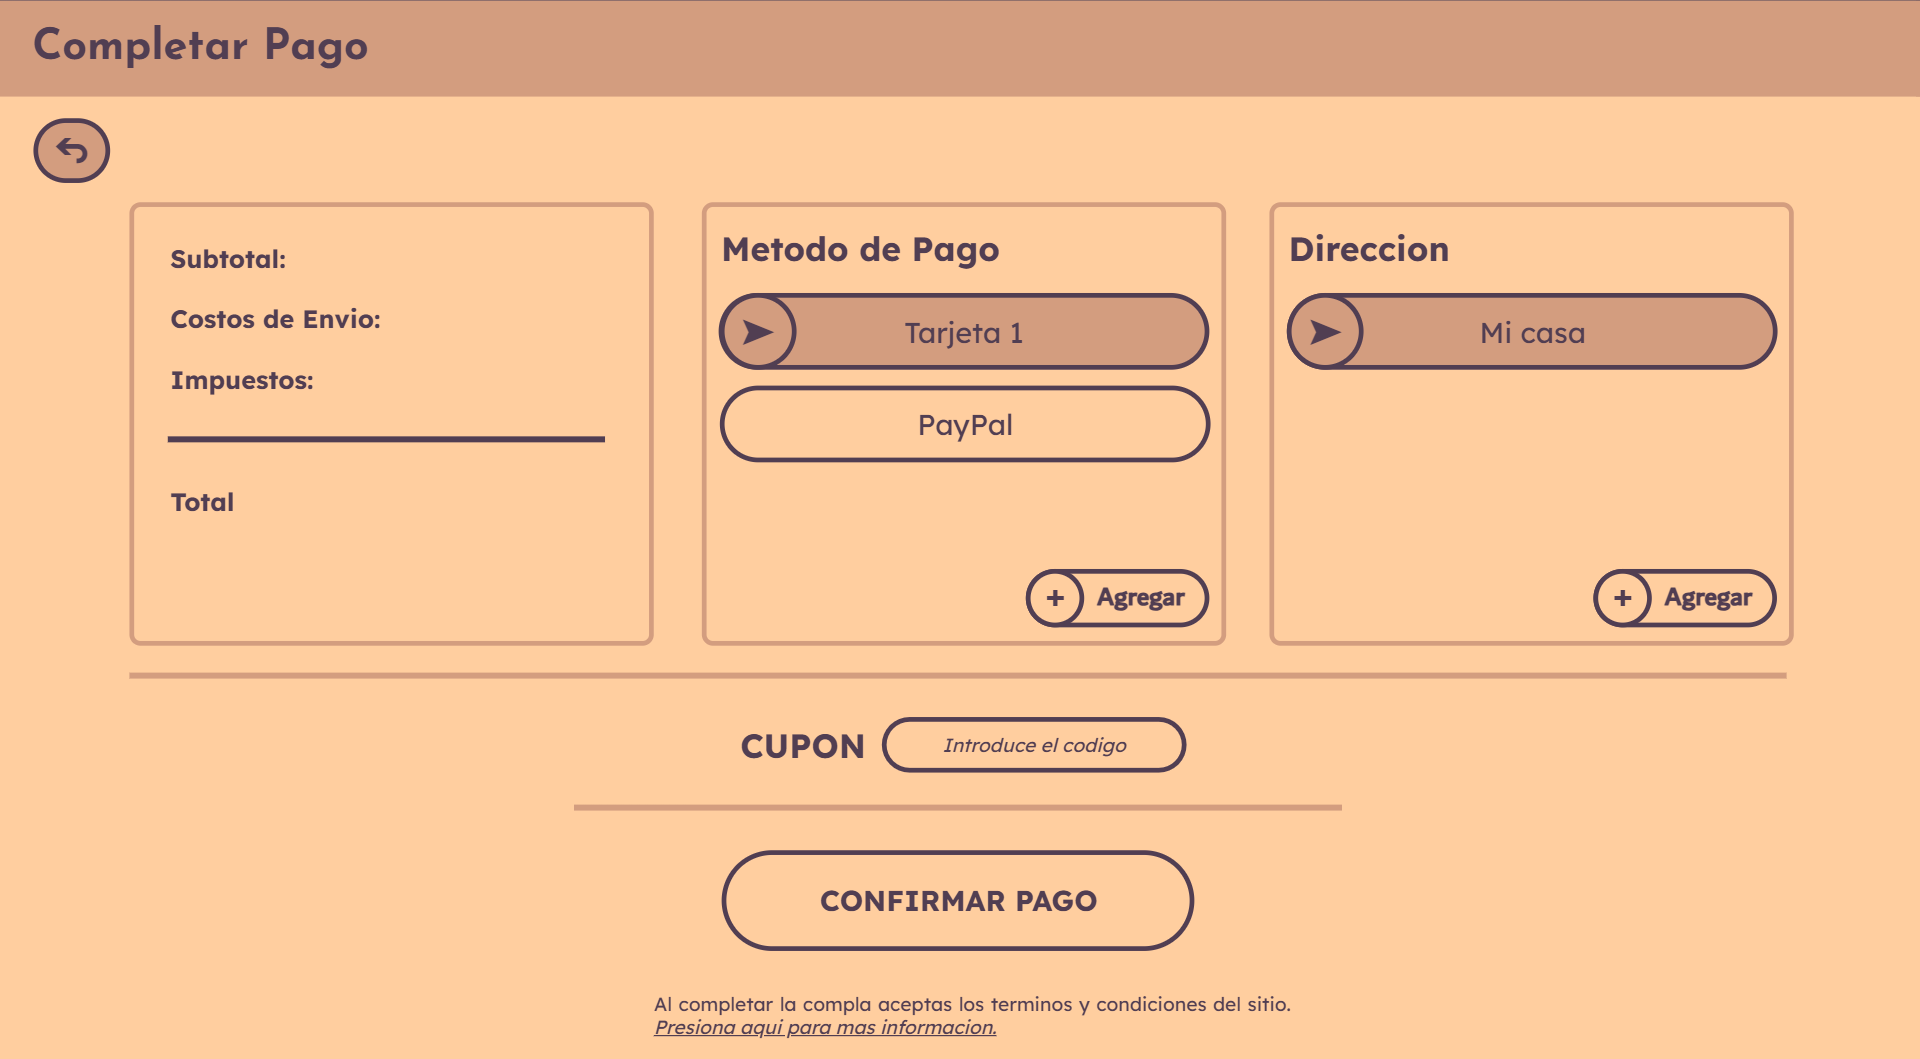 Completar Pago
Subtotal:
Costos de Envio:
Impuestos:
Total
Metodo de Pago
Tarjeta 1
PayPal
+ Agregar
Direccion
Mi casa
+ Agregar
CUPON
Introduce el codigo
CONFIRMAR PAGO
Al completar la compla aceptas los terminos y condiciones del sitio.
Presiona aqui para mas informacion.